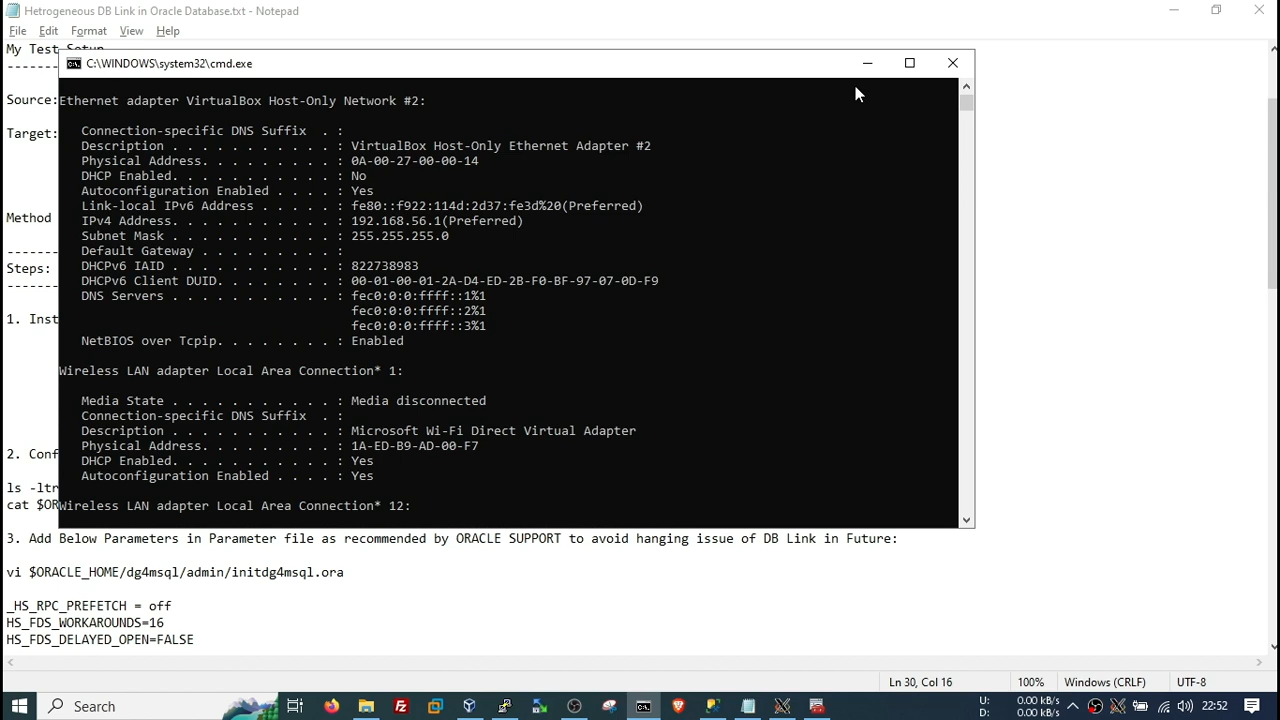 Hetrogeneous DB Link in Oracle Database.txt - Notepad
File Edit Format View Help
My Test Setup
C:\WINDOWS\system32\cmd.exe
Source:
Ethernet adapter VirtualBox Host-Only Network #2:
Connection-specific DNS Suffix . :
Target:
Description . . . . . . . . . . . : VirtualBox Host-Only Ethernet Adapter #2
Physical Address. . . . . . . . . : 0A-00-27-00-00-14
DHCP Enabled. . . . . . . . . . . : No
Autoconfiguration Enabled . . . . : Yes
Link-local IPv6 Address . . . . . : fe80::f922:114d:2d37:fe3d%20(Preferred)
Method
IPv4 Address. . . . . . . . . . . : 192.168.56.1(Preferred)
Subnet Mask . . . . . . . . . . . : 255.255.255.0
Default Gateway . . . . . . . . . :
Steps:
DHCPv6 IAID . . . . . . . . . . . : 822738983
DHCPv6 Client DUID. . . . . . . . : 00-01-00-01-2A-D4-ED-2B-F0-BF-97-07-0D-F9
DNS Servers . . . . . . . . . . . : fec0:0:0:ffff::1%1
fec0:0:0:ffff::2%1
1. Inst
fec0:0:0:ffff::3%1
NetBIOS over Tcpip. . . . . . . . : Enabled
Wireless LAN adapter Local Area Connection* 1:
Media State . . . . . . . . . . . : Media disconnected
Connection-specific DNS Suffix . :
Description . . . . . . . . . . . : Microsoft Wi-Fi Direct Virtual Adapter
Physical Address. . . . . . . . . : 1A-ED-B9-AD-00-F7
2. Conf
DHCP Enabled. . . . . . . . . . . : Yes
Autoconfiguration Enabled . . . . : Yes
ls -ltr
cat $OR
Wireless LAN adapter Local Area Connection* 12:
3. Add Below Parameters in Parameter file as recommended by ORACLE SUPPORT to avoid hanging issue of DB Link in Future:
vi $ORACLE_HOME/dg4msql/admin/initdg4msql.ora
_HS_RPC_PREFETCH = off
HS_FDS_WORKAROUNDS=16
HS_FDS_DELAYED_OPEN=FALSE
Ln 30, Col 16 100% Windows (CRLF) UTF-8
Search
U: 0.00 kB/s
D: 0.00 kB/s
22:52